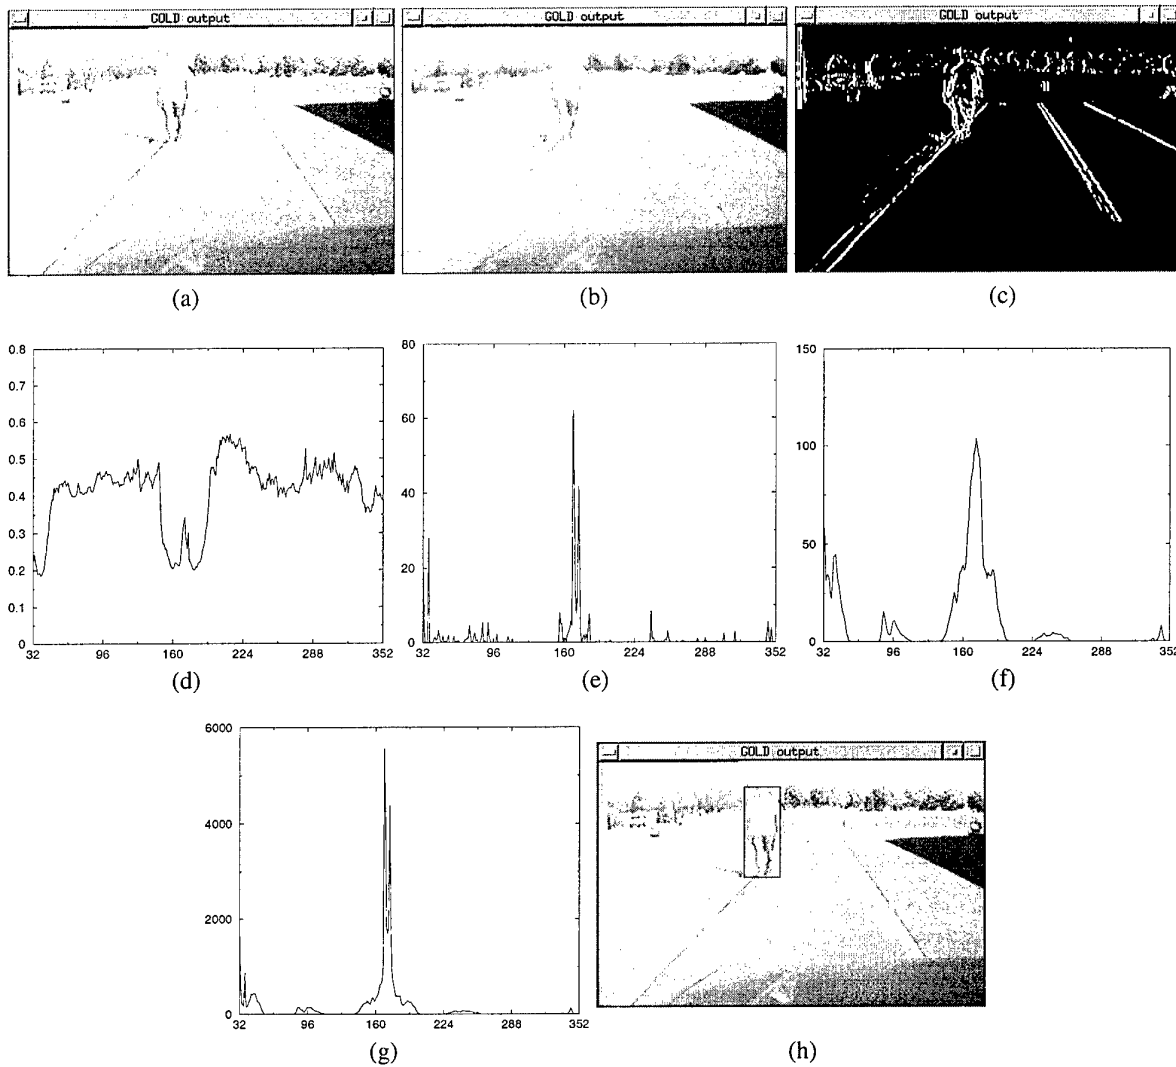 GOLD output
GOLD output
GOLD output
(a)
(b)
(c)
0.8
0.7
0.6
0.5
0.4
0.3
0.2
0.1
0
32 96 160 224 288 352
(d)
80
60
40
20
0
32 96 160 224 288 352
(e)
150
100
50
0
32 96 160 224 288 352
(f)
6000
4000
2000
0
32 96 160 224 288 352
(g)
GOLD output
(h)